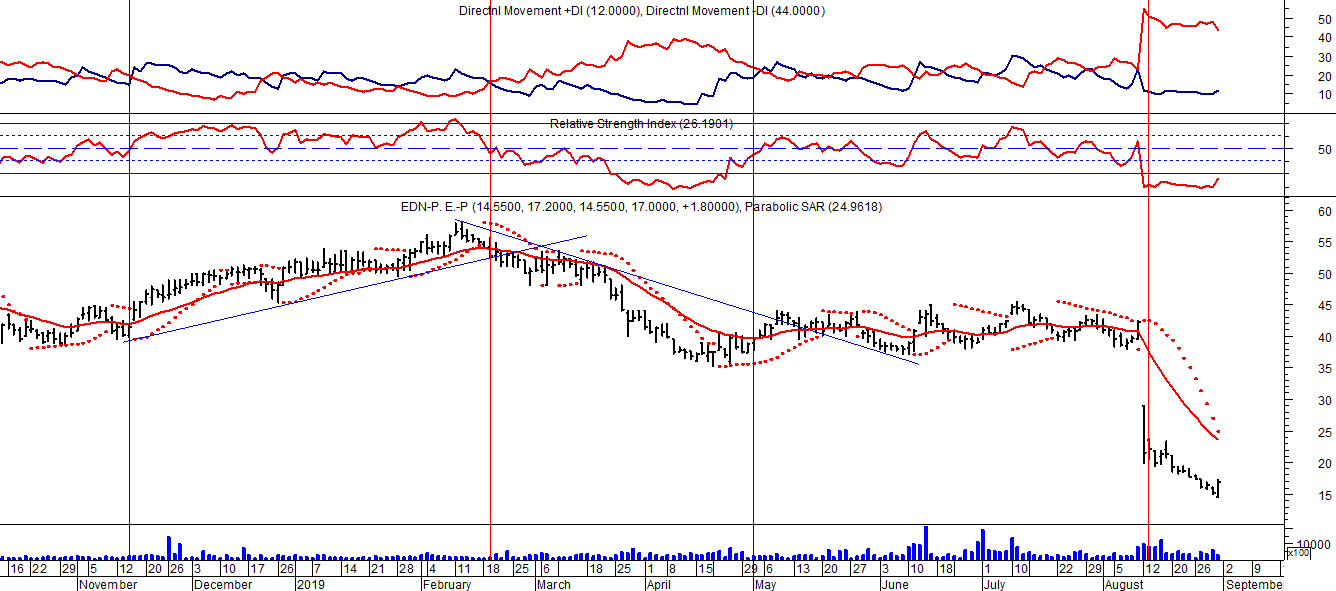 Directnl Movement +DI (12.0000), Directnl Movement -DI (44.0000)
50
40
30
20
10
Relative Strength Index (26.1901)
50
EDN-P. E.-P (14.5500, 17.2000, 14.5500, 17.0000, +1.80000), Parabolic SAR (24.9618)
60
55
50
45
40
35
30
25
20
15
10000
x100
16 22 29 5 12 20 26 3 10 17 26 7 14 21 28 4 11 18 25 6 18 25 1 8 15 29 6 13 20 27 3 10 18 1 10 22 29 5 12 20 26 2 9
November December 2019 February March April May June July August September